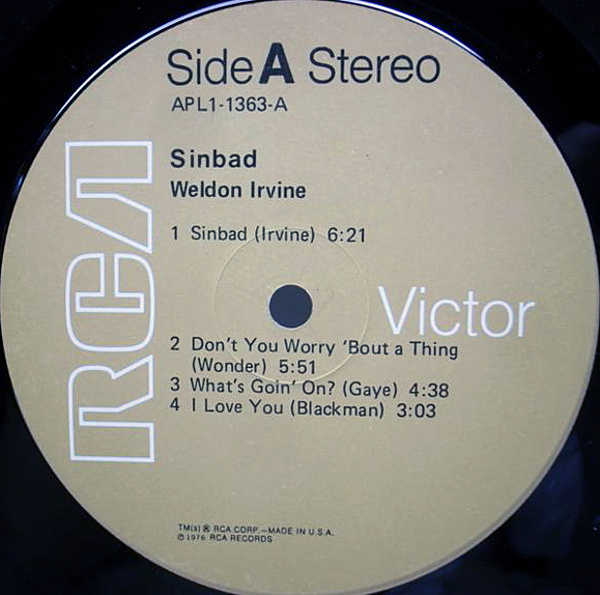 Side A Stereo
APL1-1363-A
Sinbad
Weldon Irvine
1 Sinbad (Irvine) 6:21
RCA
Victor
2 Don't You Worry 'Bout a Thing
(Wonder) 5:51
3 What's Goin' On? (Gaye) 4:38
4 I Love You (Blackman) 3:03
TM(s) ® RCA CORP.—MADE IN U.S.A.
℗ 1976 RCA RECORDS